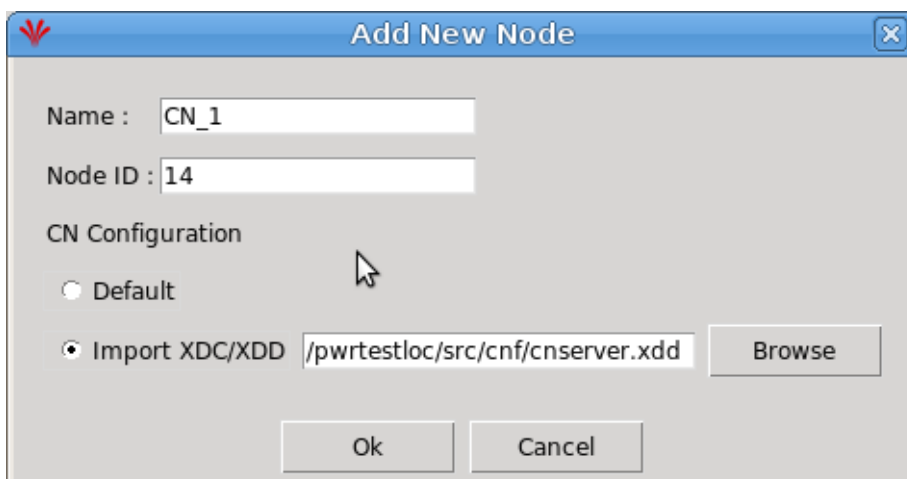 Add New Node
Name : CN_1
Node ID : 14
CN Configuration
Default
Import XDC/XDD /pwrtestloc/src/cnf/cnserver.xdd Browse
Ok Cancel